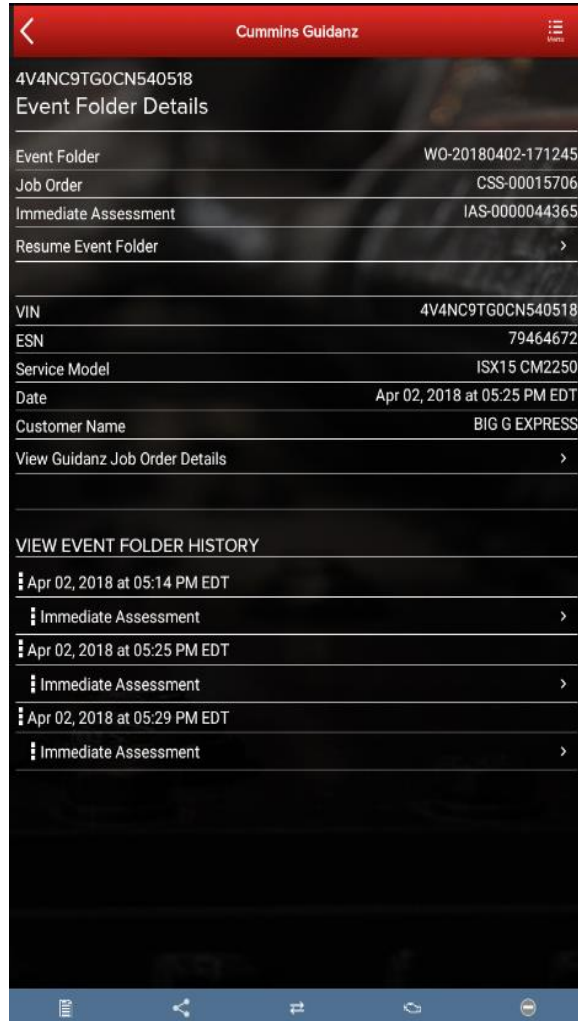 Cummins Guidanz
Menu
4V4NC9TG0CN540518
Event Folder Details
Event Folder WO-20180402-171245
Job Order CSS-00015706
Immediate Assessment IAS-0000044365
Resume Event Folder
VIN 4V4NC9TG0CN540518
ESN 79464672
Service Model ISX15 CM2250
Date Apr 02, 2018 at 05:25 PM EDT
Customer Name BIG G EXPRESS
View Guidanz Job Order Details
VIEW EVENT FOLDER HISTORY
Apr 02, 2018 at 05:14 PM EDT
Immediate Assessment
Apr 02, 2018 at 05:25 PM EDT
Immediate Assessment
Apr 02, 2018 at 05:29 PM EDT
Immediate Assessment